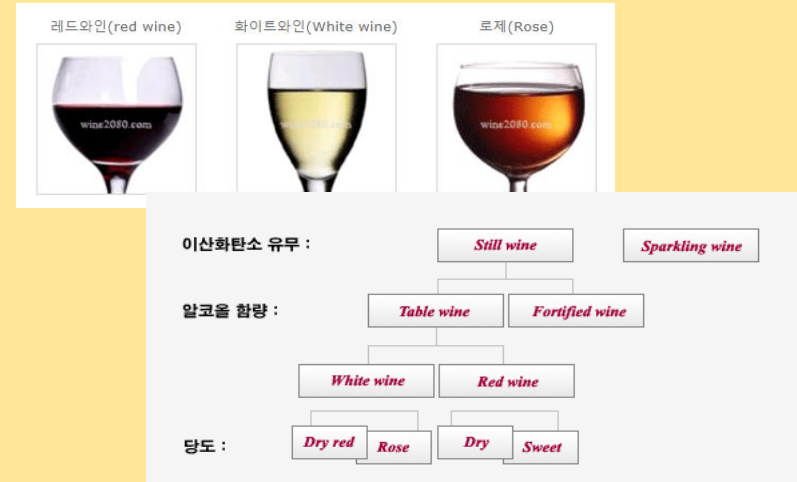 레드와인(red wine)
화이트와인(White wine)
로제(Rose)
wine2080.com
wine2080.com
wine2080.com
이산화탄소 유무 :
Still wine
Sparkling wine
알코올 함량 :
Table wine
Fortified wine
White wine
Red wine
당도 :
Dry red
Rose
Dry
Sweet